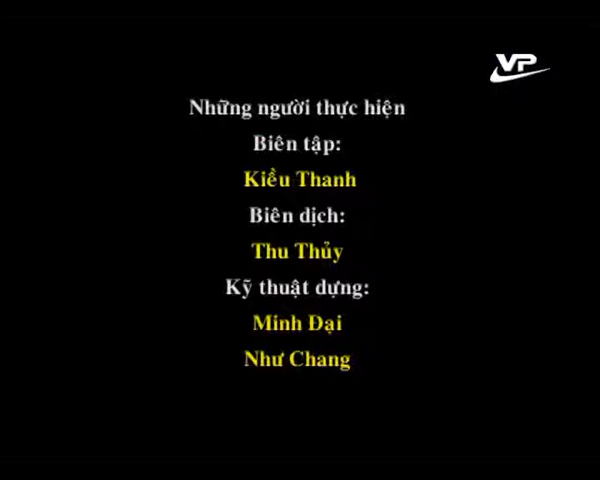 VP
Những người thực hiện
Biên tập:
Kiều Thanh
Biên dịch:
Thu Thủy
Kỹ thuật dựng:
Minh Đại
Như Chang